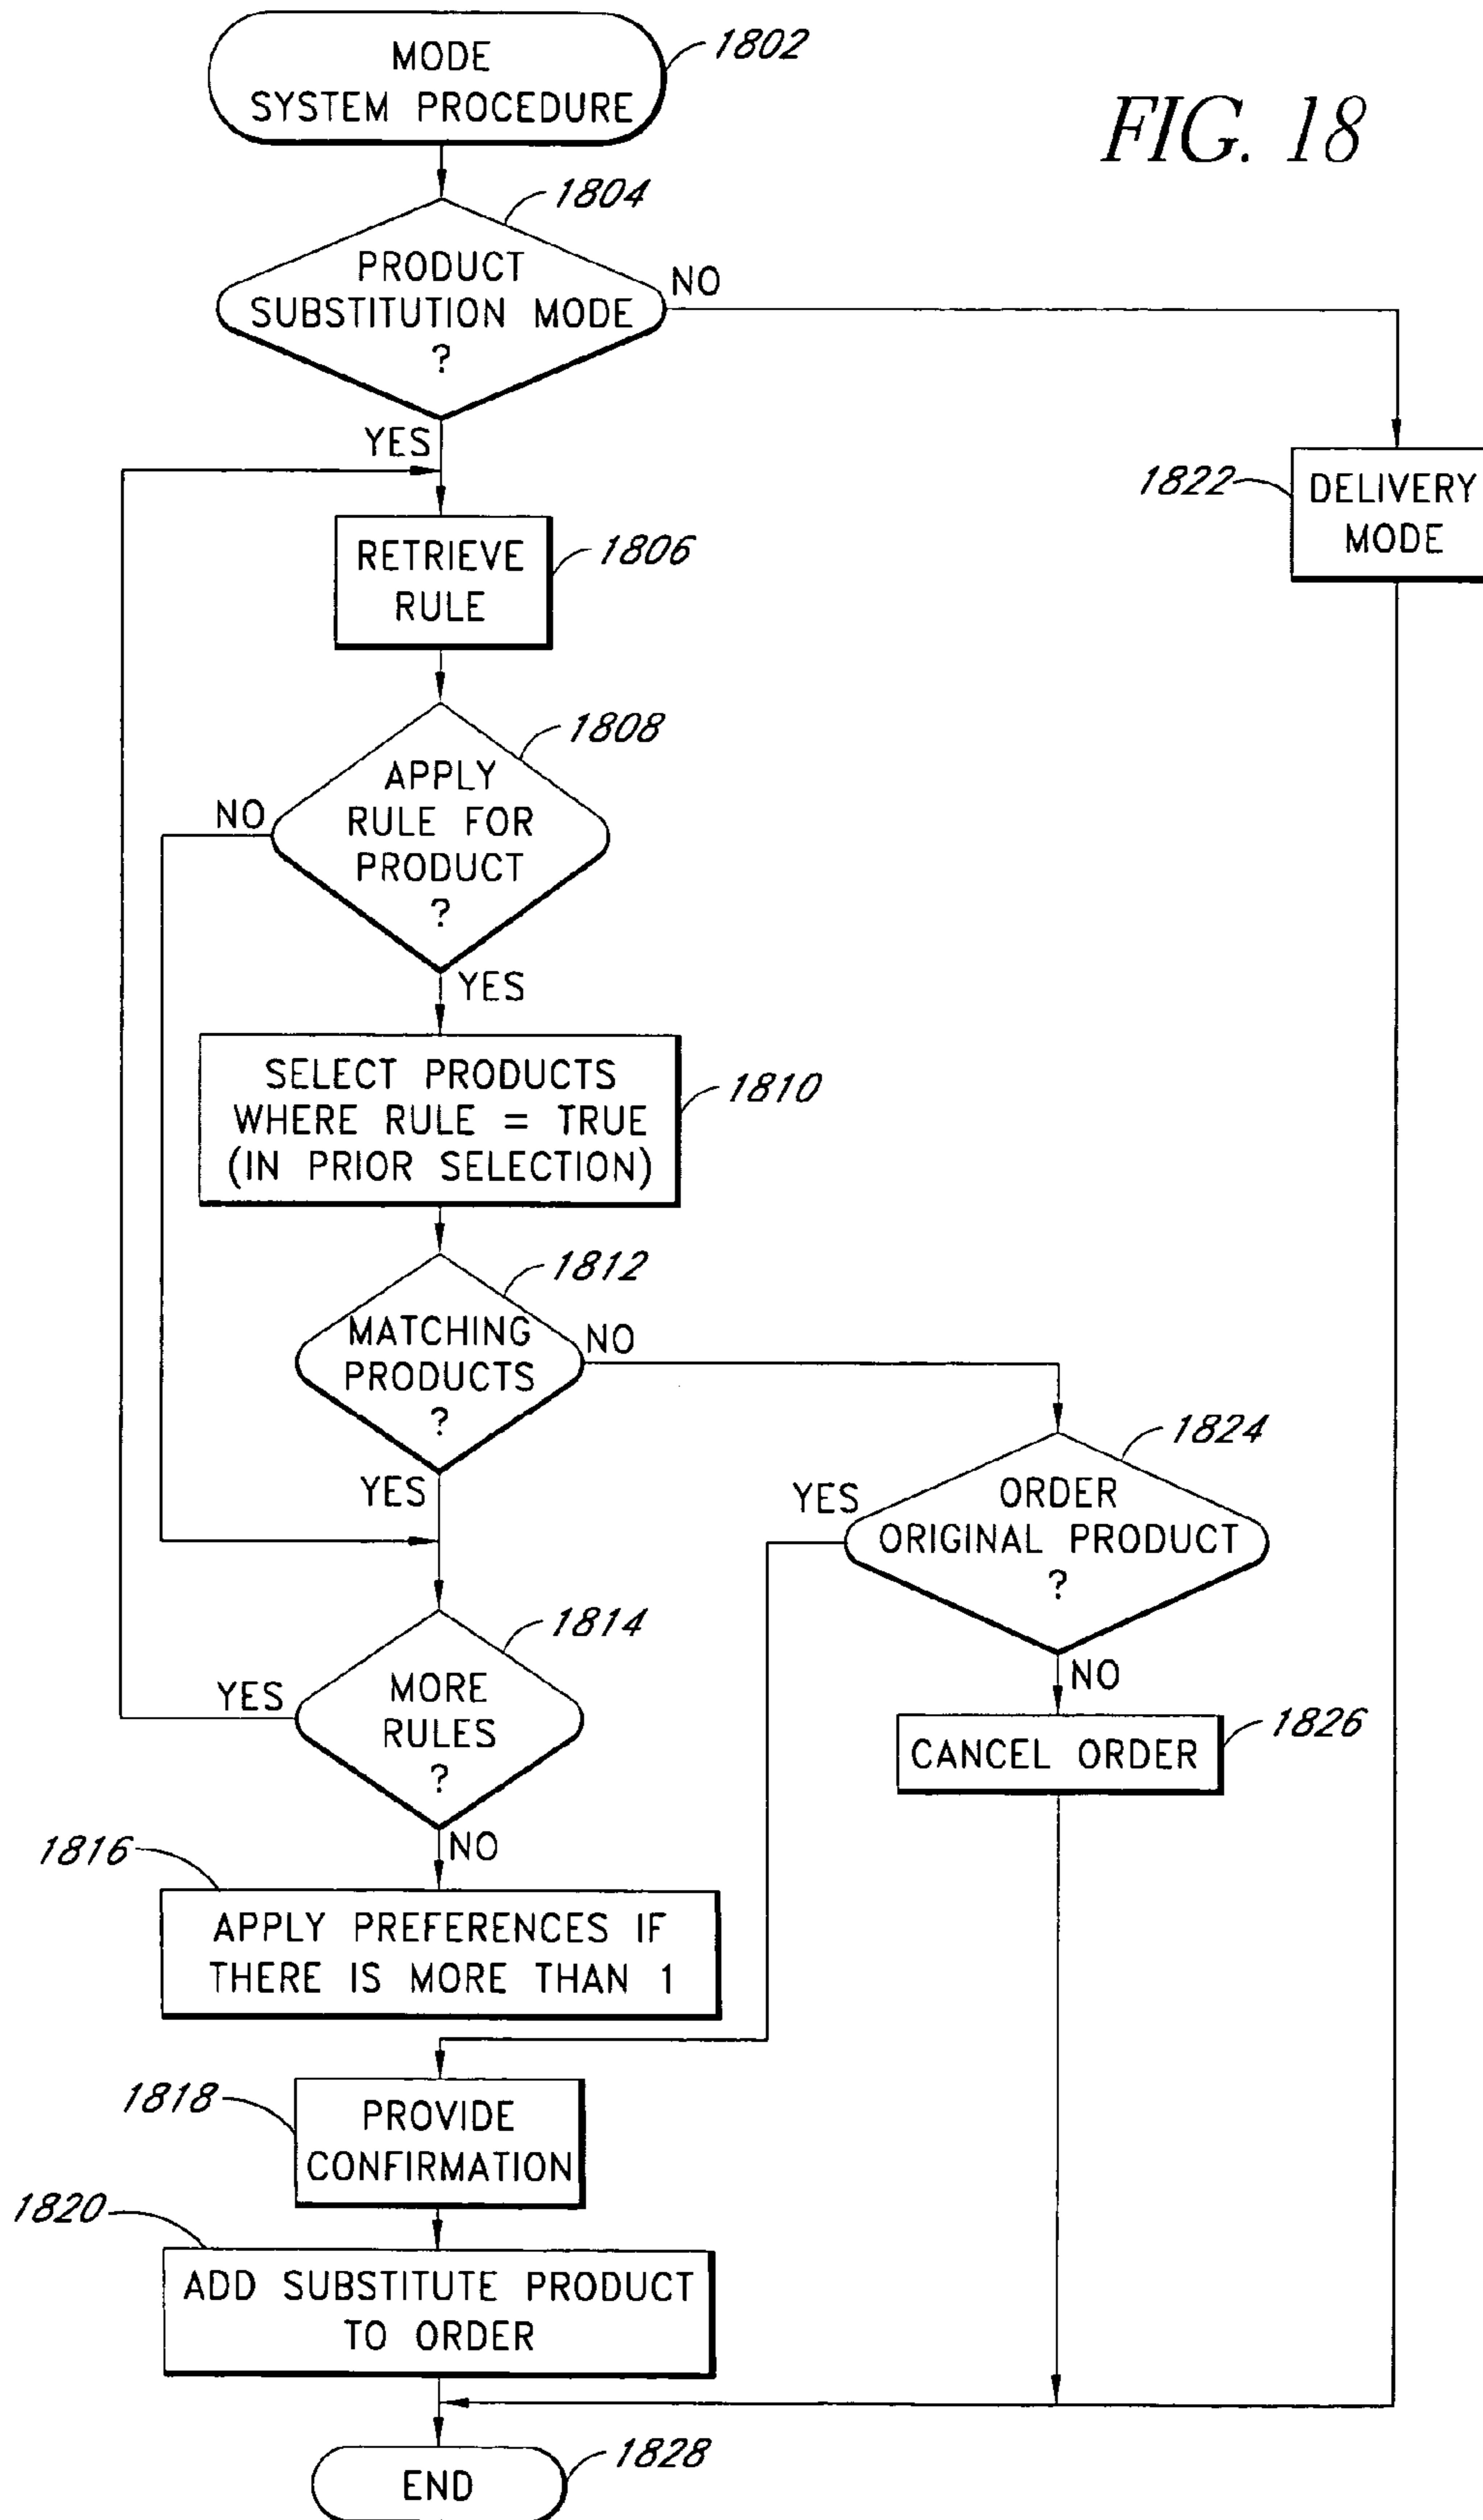 MODE
SYSTEM PROCEDURE
1802
FIG. 18
1804
PRODUCT
SUBSTITUTION MODE
?
NO
YES
1822
DELIVERY
MODE
RETRIEVE
RULE
1806
1808
APPLY
RULE FOR
PRODUCT
?
NO
YES
SELECT PRODUCTS
WHERE RULE = TRUE
(IN PRIOR SELECTION)
1810
1812
MATCHING
PRODUCTS
?
NO
YES
1824
ORDER
ORIGINAL PRODUCT
?
YES
NO
1814
MORE
RULES
?
YES
NO
CANCEL ORDER
1826
1816
APPLY PREFERENCES IF
THERE IS MORE THAN 1
1818
PROVIDE
CONFIRMATION
1820
ADD SUBSTITUTE PRODUCT
TO ORDER
END
1828